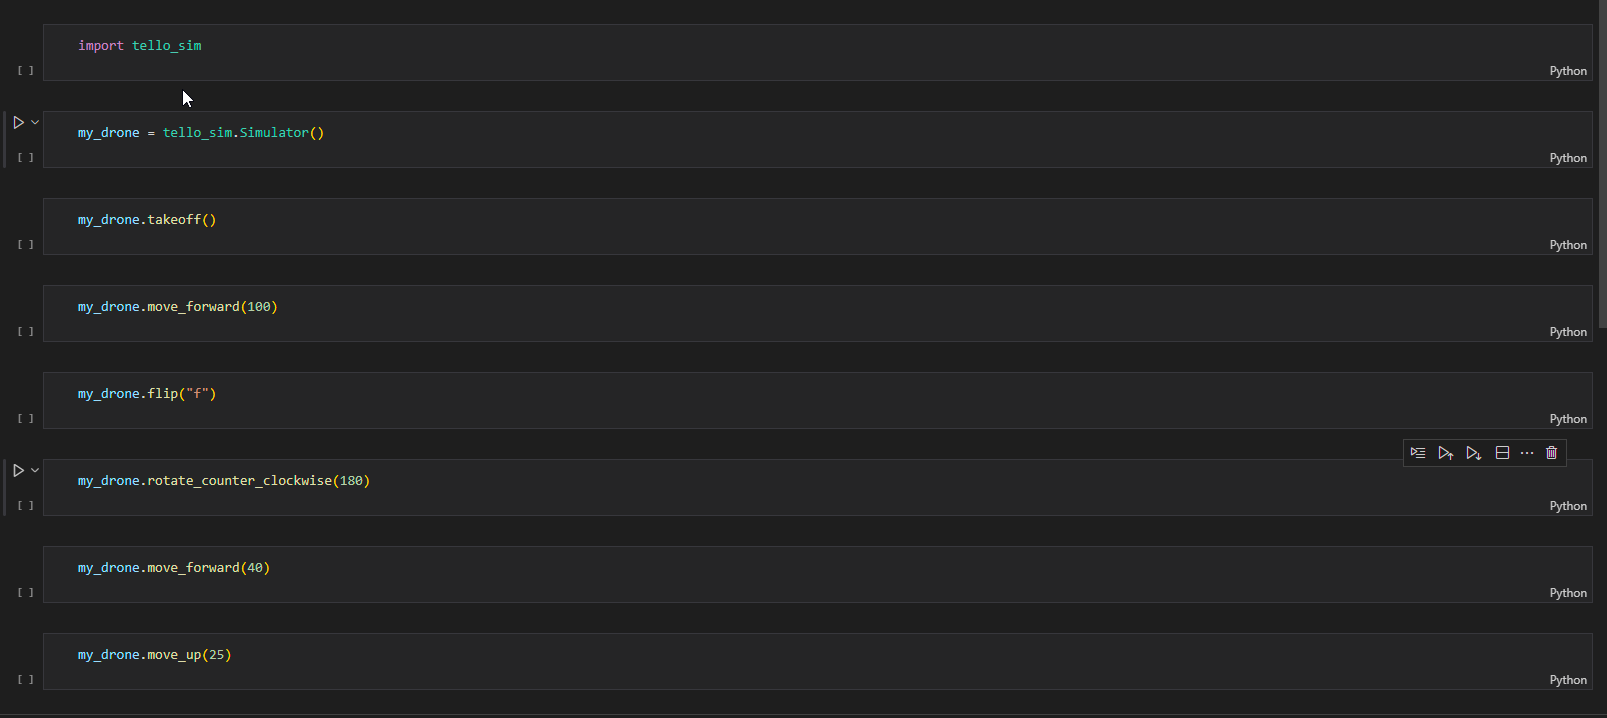 import tello_sim
[ ]
Python
my_drone = tello_sim.Simulator()
[ ]
Python
my_drone.takeoff()
[ ]
Python
my_drone.move_forward(100)
[ ]
Python
my_drone.flip("f")
[ ]
Python
my_drone.rotate_counter_clockwise(180)
[ ]
Python
my_drone.move_forward(40)
[ ]
Python
my_drone.move_up(25)
[ ]
Python